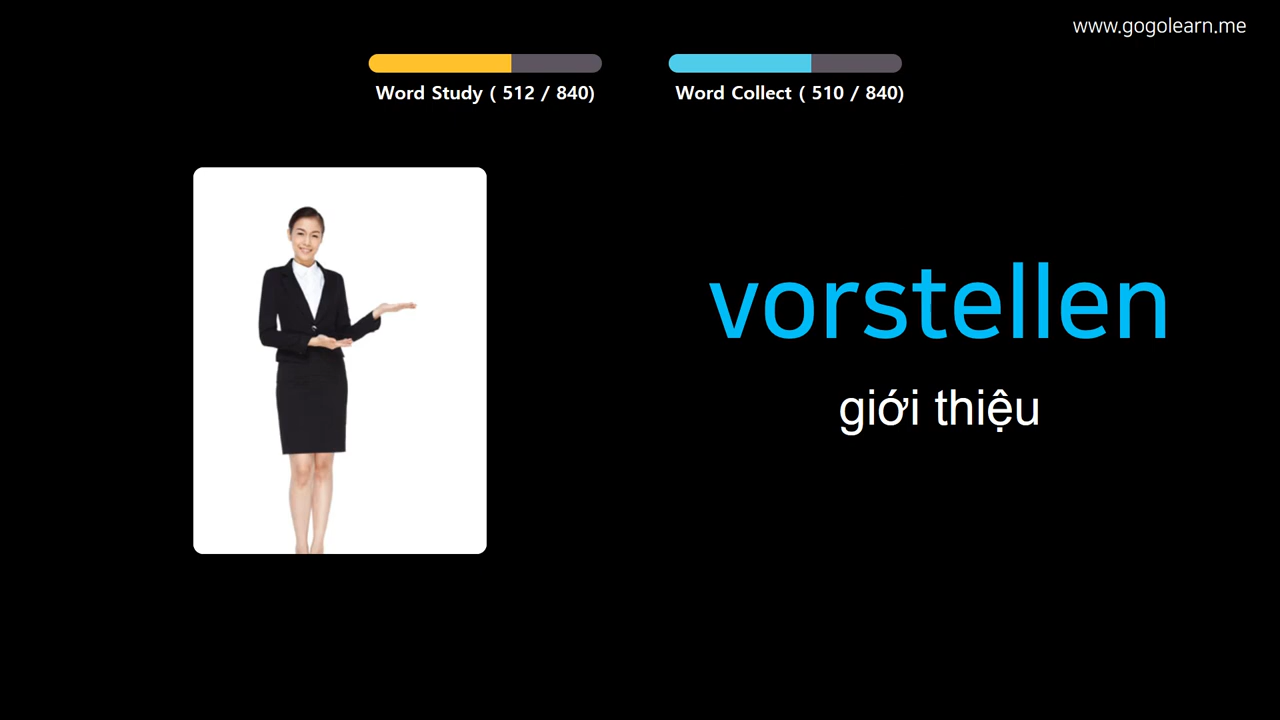 www.gogolearn.me
Word Study ( 512 / 840)
Word Collect ( 510 / 840)
vorstellen
giới thiệu